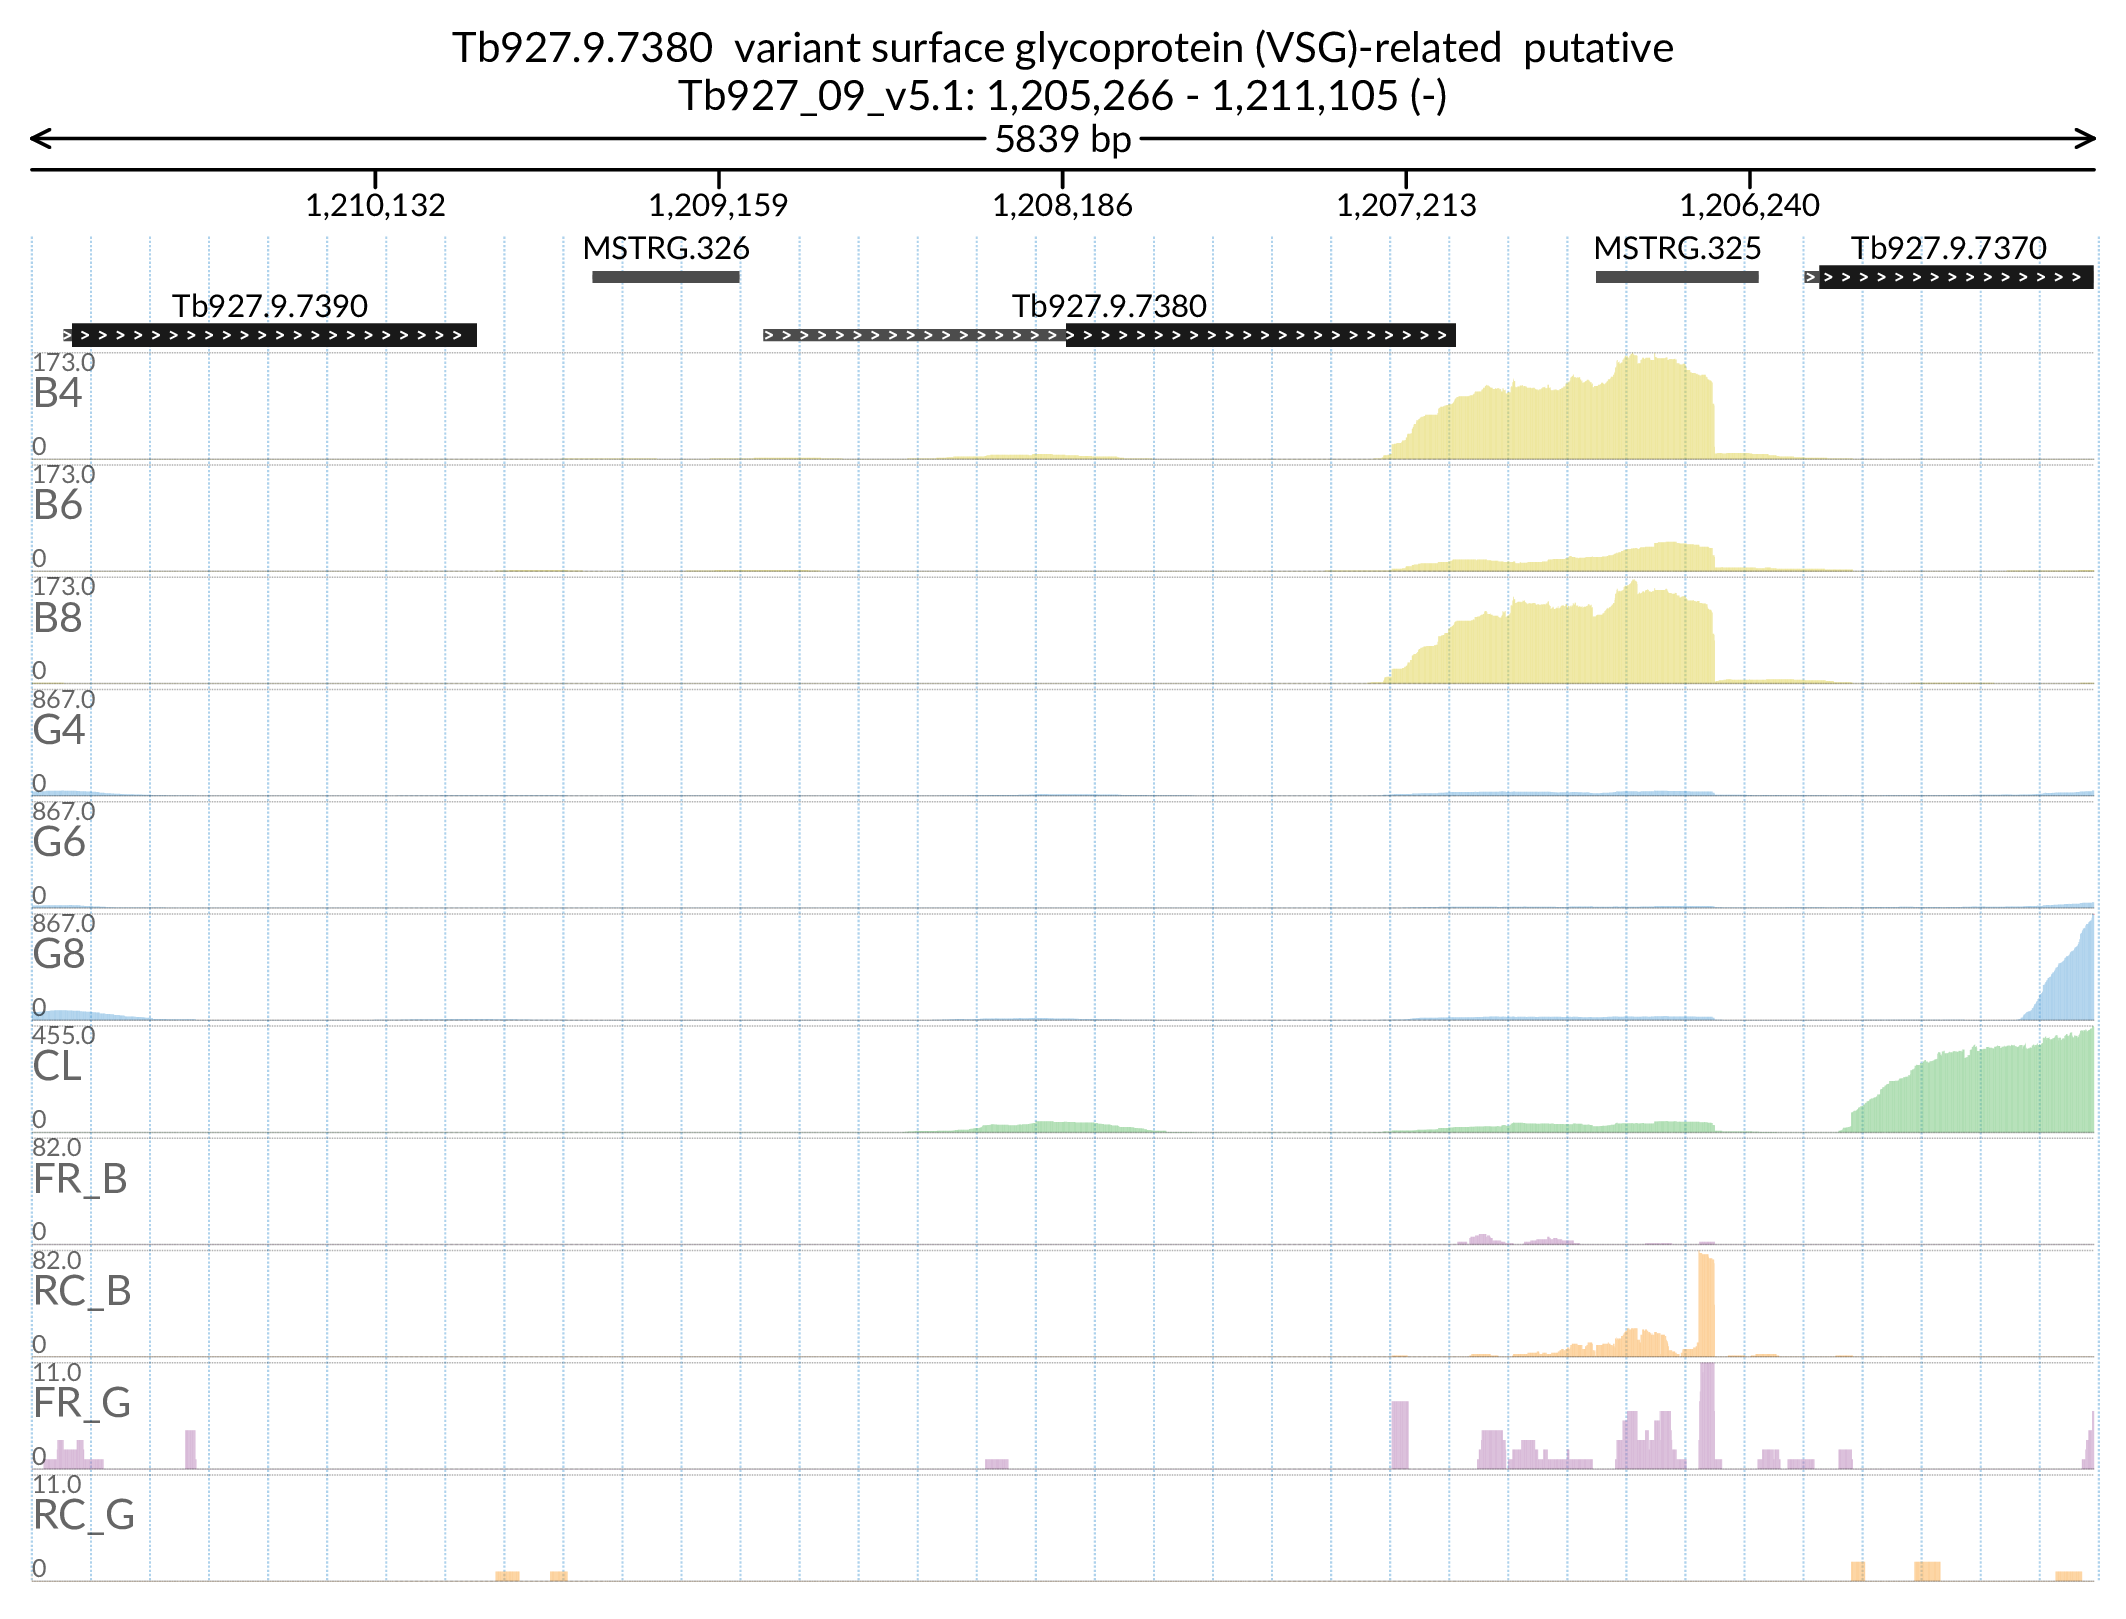 Tb927.9.7380  variant surface glycoprotein (VSG)-related  putative
Tb927_09_v5.1: 1,205,266 - 1,211,105 (-)
5839 bp
1,210,132 1,209,159 1,208,186 1,207,213 1,206,240
MSTRG.326 MSTRG.325 Tb927.9.7370
Tb927.9.7390 Tb927.9.7380
173.0
B4
0
173.0
B6
0
173.0
B8
0
867.0
G4
0
867.0
G6
0
867.0
G8
0
455.0
CL
0
82.0
FR_B
0
82.0
RC_B
0
11.0
FR_G
0
11.0
RC_G
0